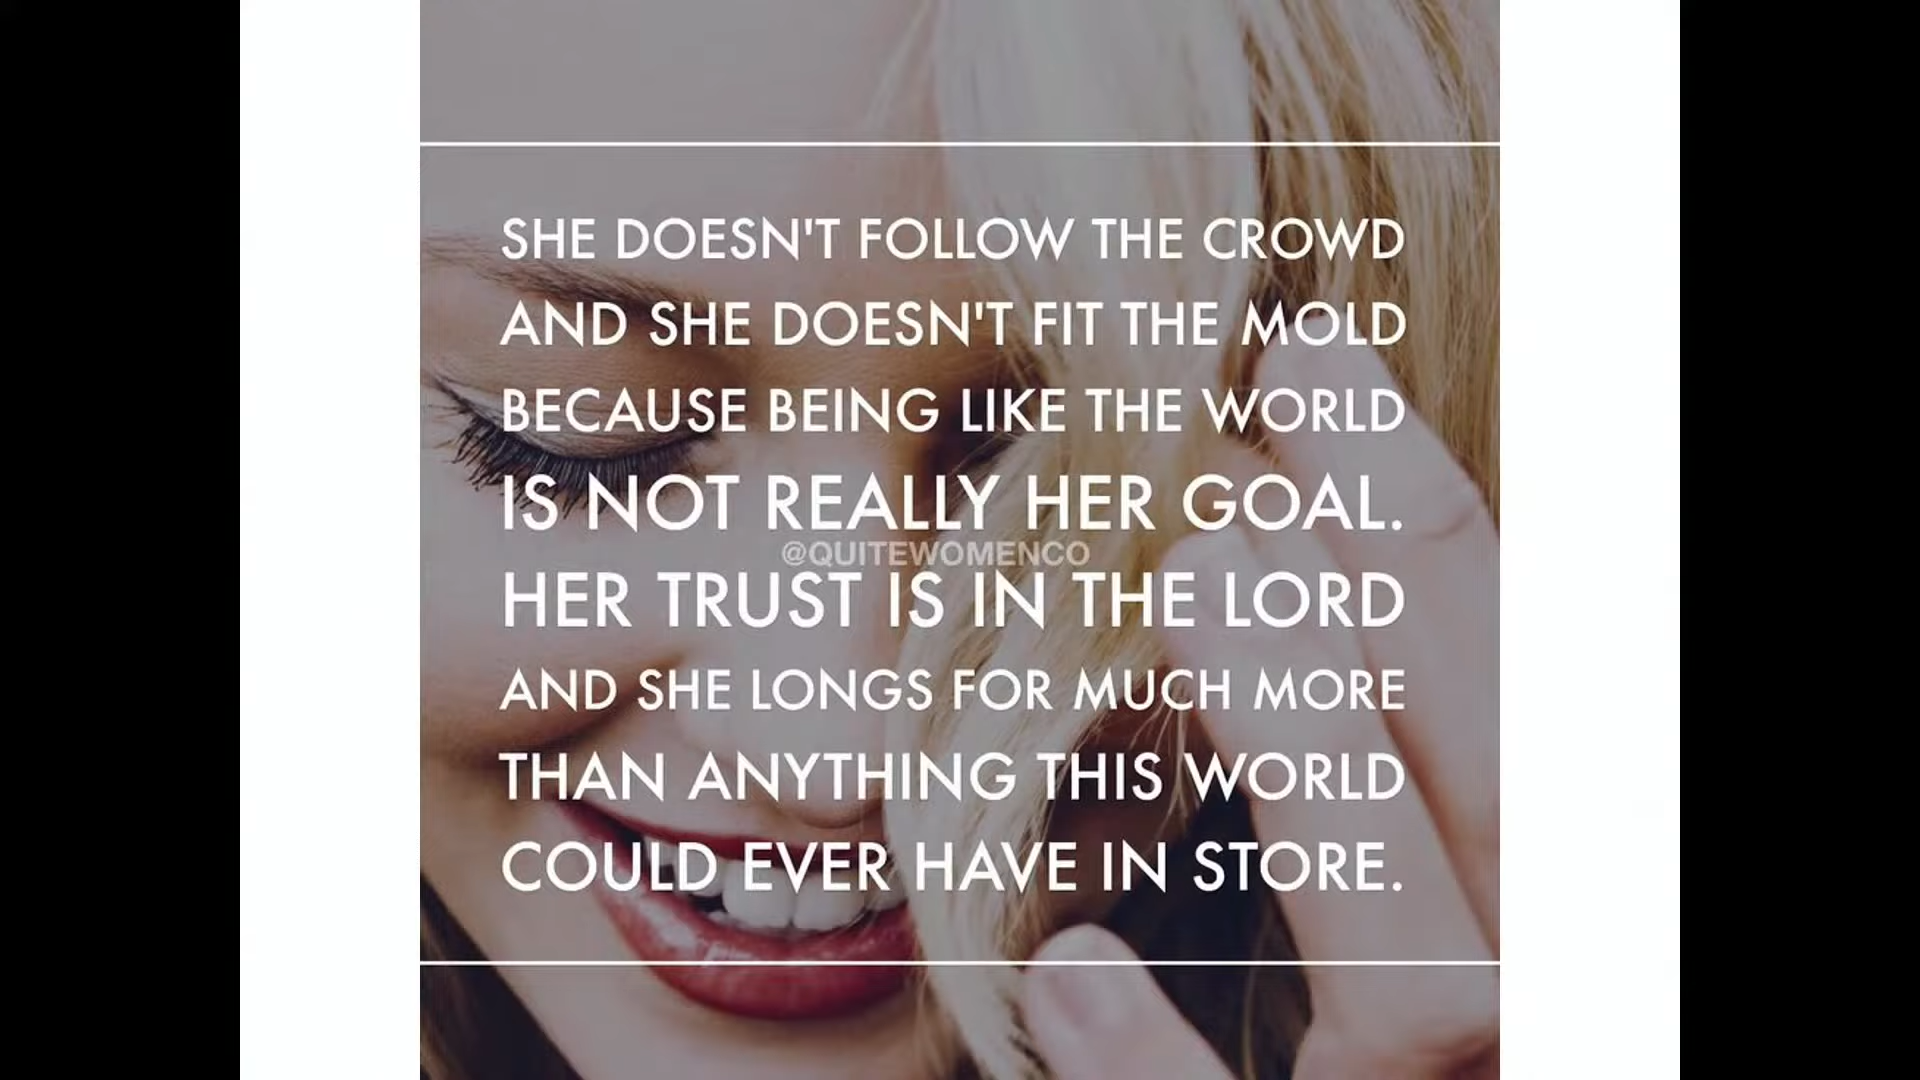 SHE DOESN'T FOLLOW THE CROWD
AND SHE DOESN'T FIT THE MOLD
BECAUSE BEING LIKE THE WORLD
IS NOT REALLY HER GOAL.
@QUITEWOMENCO
HER TRUST IS IN THE LORD
AND SHE LONGS FOR MUCH MORE
THAN ANYTHING THIS WORLD
COULD EVER HAVE IN STORE.